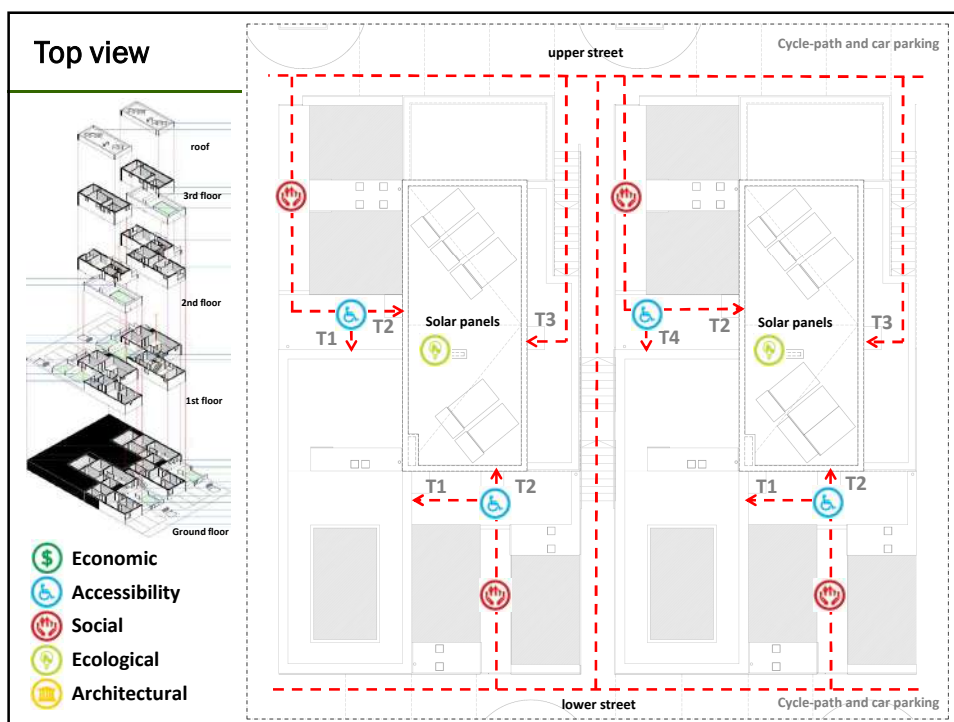 Top view
roof
3rd floor
2nd floor
1st floor
Ground floor
$ Economic
Accessibility
Social
Ecological
Architectural
upper street
Cycle-path and car parking
T1
T2
Solar panels
T3
T4
T2
Solar panels
T3
T1
T2
T1
T2
lower street
Cycle-path and car parking